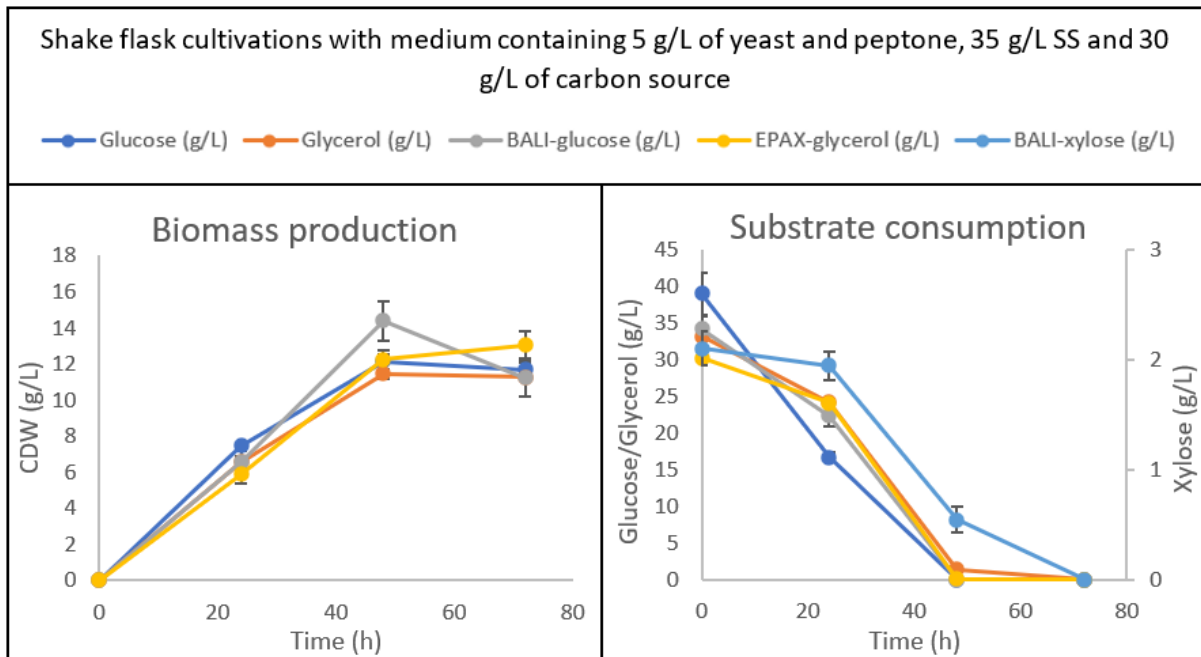 Shake flask cultivations with medium containing 5 g/L of yeast and peptone, 35 g/L SS and 30
g/L of carbon source
Glucose (g/L) Glycerol (g/L) BALI-glucose (g/L) EPAX-glycerol (g/L) BALI-xylose (g/L)
Biomass production
18
16
14
12
10
8
6
4
2
0
CDW (g/L)
0 20 40 60 80
Time (h)
Substrate consumption
45
40
35
30
25
20
15
10
5
0
Glucose/Glycerol (g/L)
3
2
1
0
Xylose (g/L)
0 20 40 60 80
Time (h)